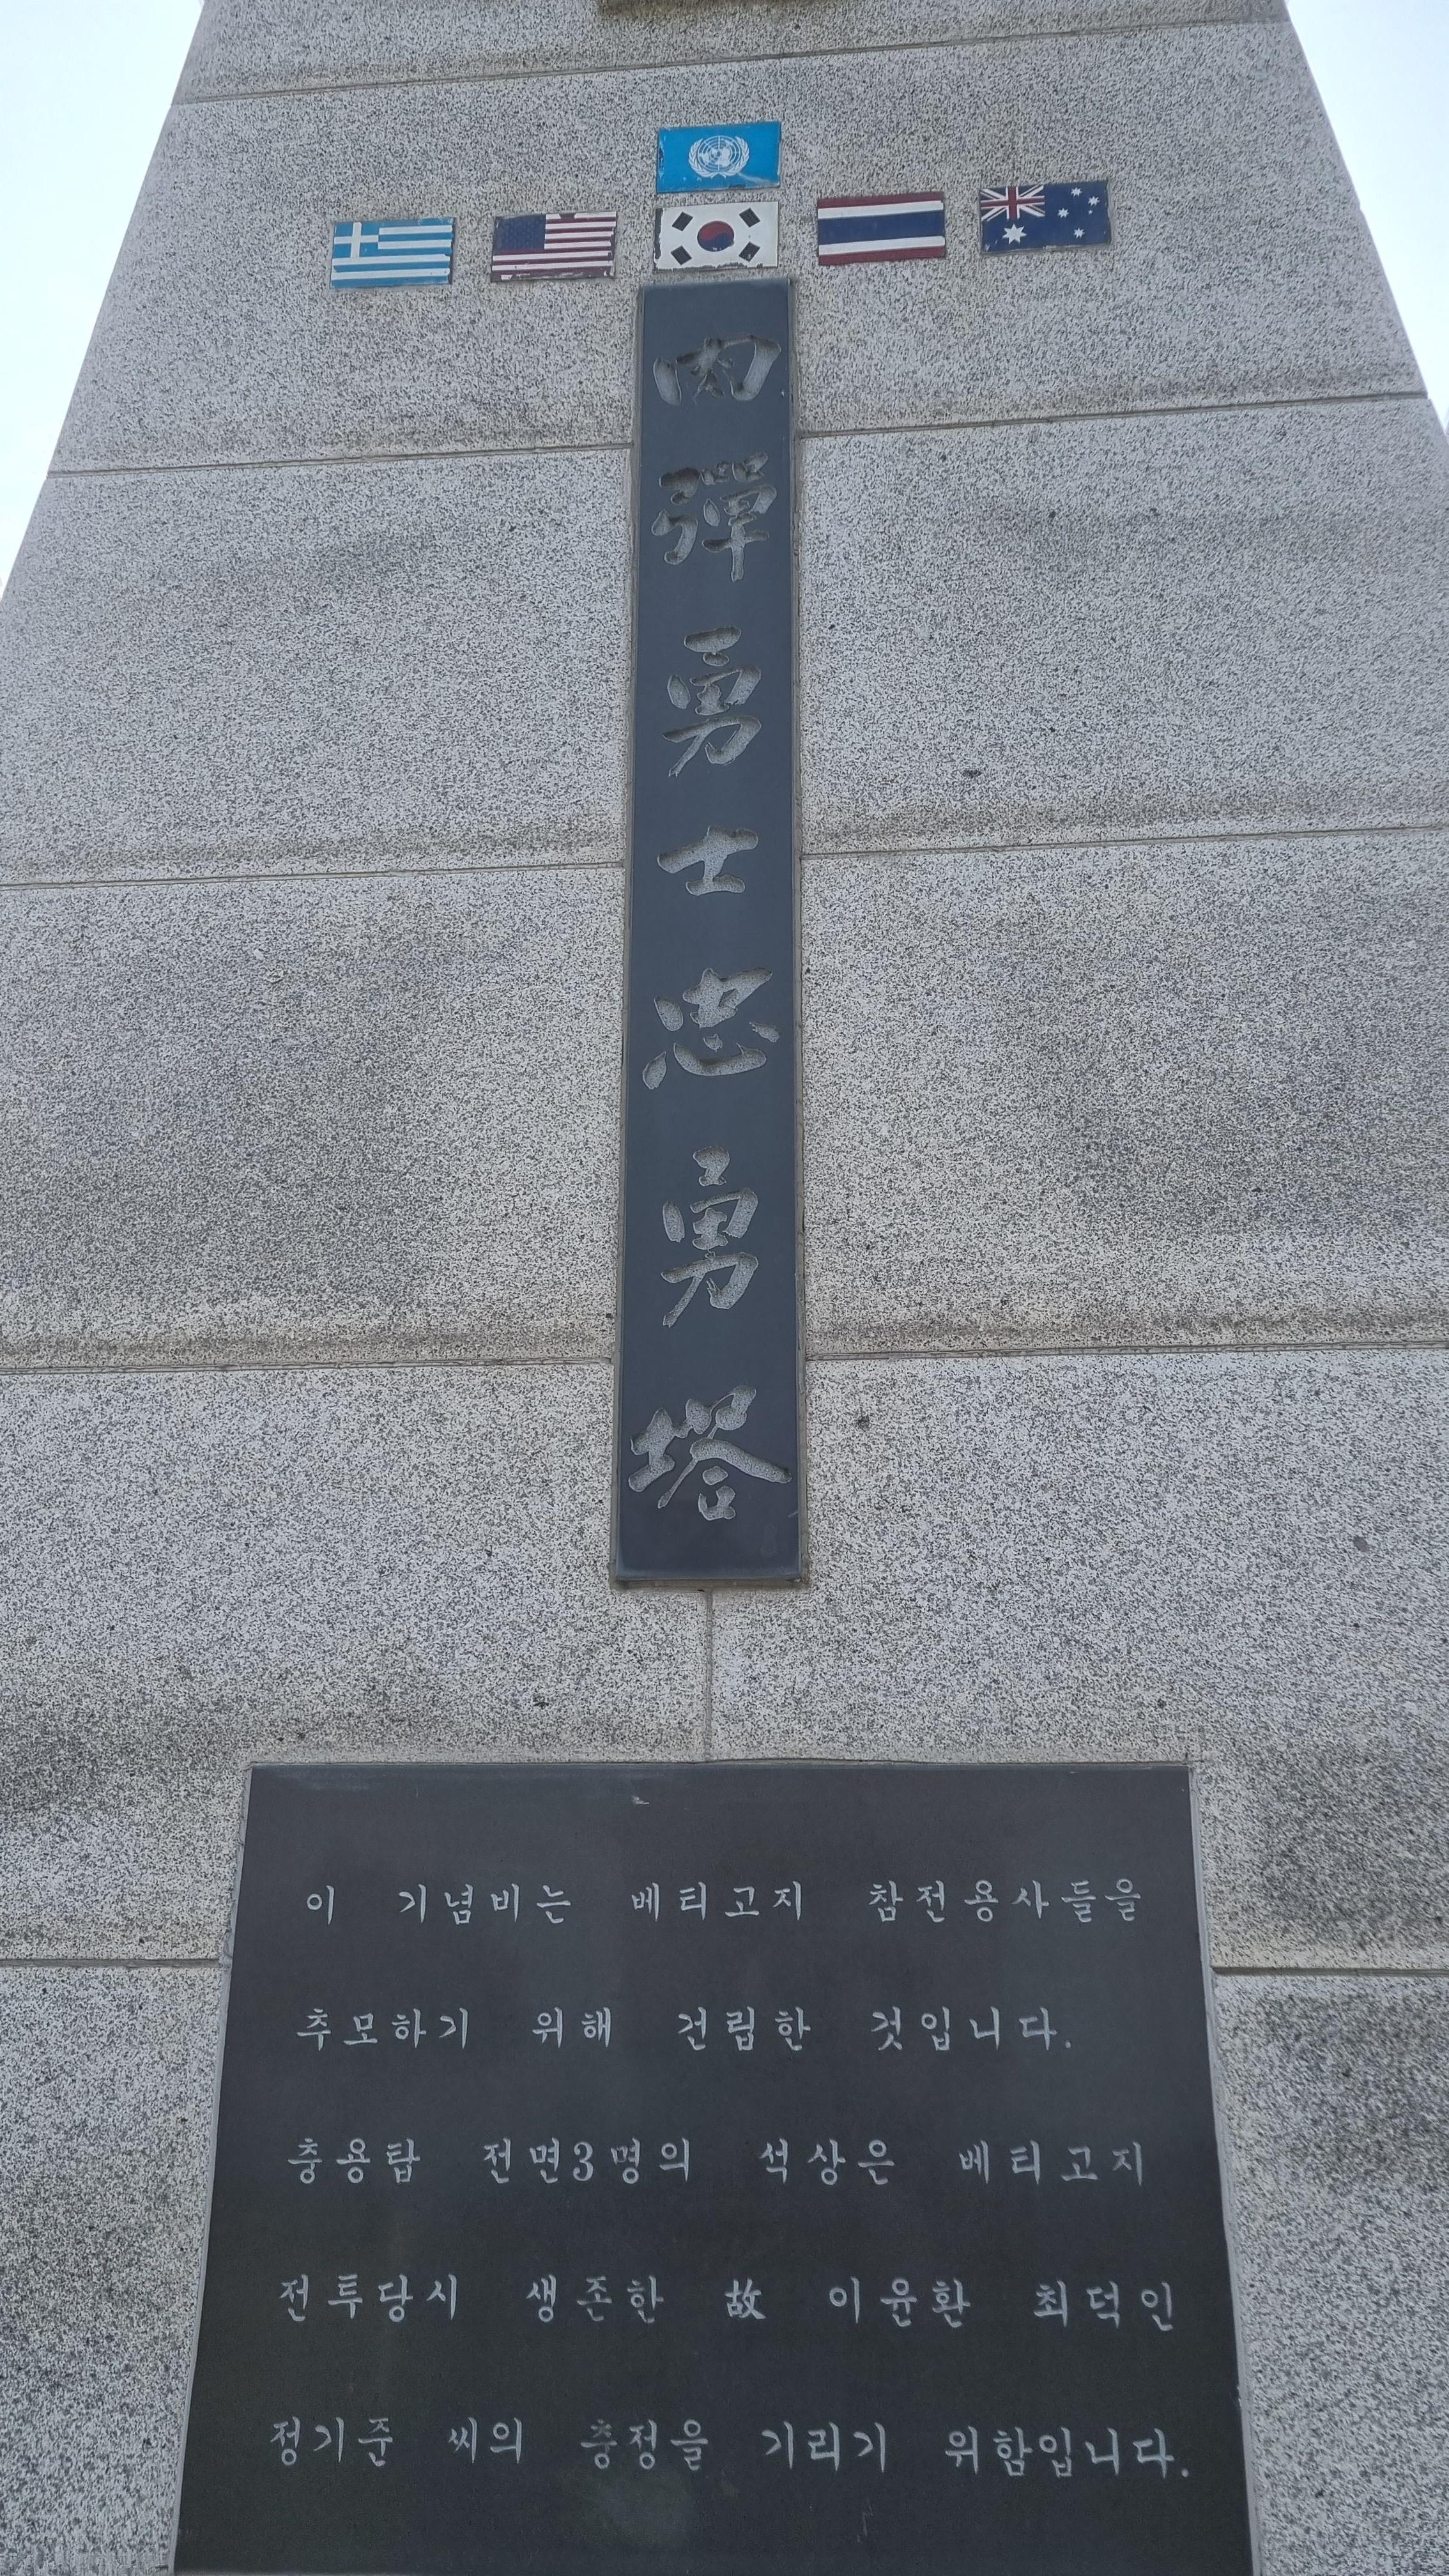 肉彈勇士忠勇塔
이 기념비는 베티고지 참전용사들을
추모하기 위해 건립한 것입니다.
충용탑 전면3명의 석상은 베티고지
전투당시 생존한 故 이윤환 최덕인
정기준 씨의 충정을 기리기 위함입니다.